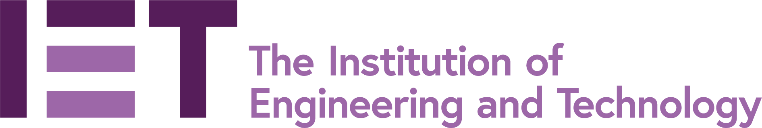 IET
The Institution of
Engineering and Technology